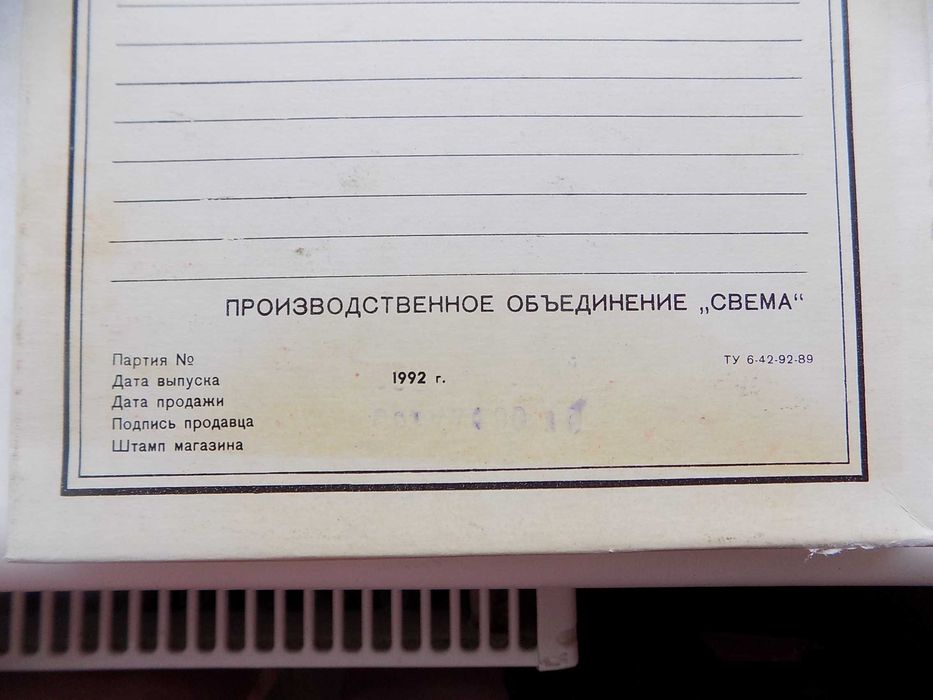 ПРОИЗВОДСТВЕННОЕ ОБЪЕДИНЕНИЕ „СВЕМА“
Партия № ТУ 6-42-92-89
Дата выпуска 1992 г.
Дата продажи
Подпись продавца
Штамп магазина